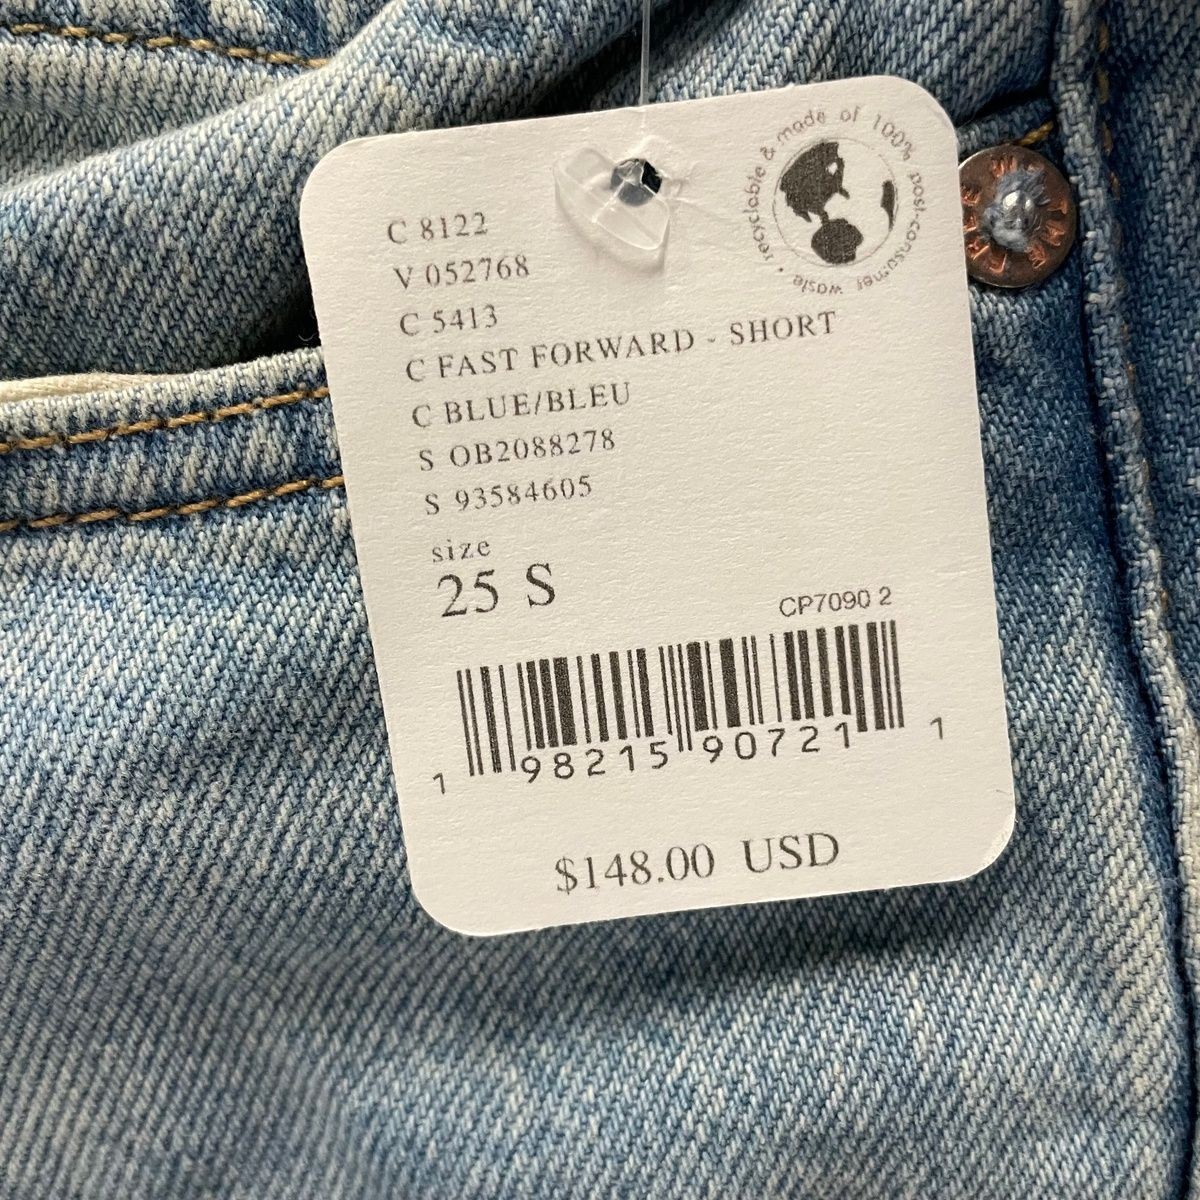 recyclable & made of 100% post-consumer waste •
C 8122
V 052768
C 5413
C FAST FORWARD - SHORT
C BLUE/BLEU
S OB2088278
S 93584605
size
25 S
CP7090 2
1 98215 90721 1
$148.00 USD
FREE